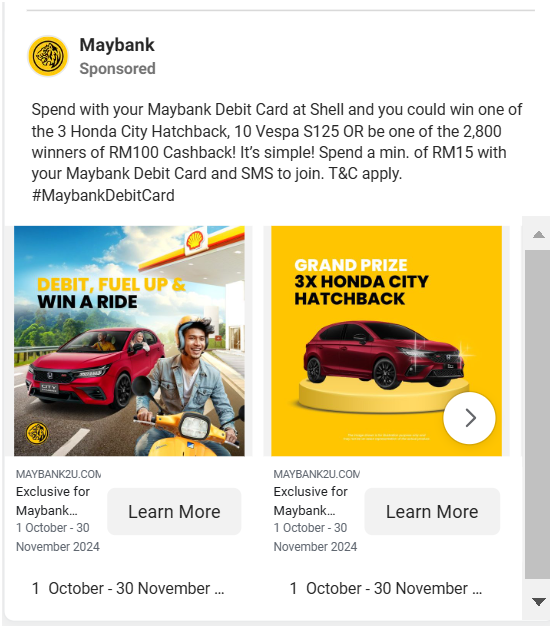 Maybank
Sponsored
Spend with your Maybank Debit Card at Shell and you could win one of
the 3 Honda City Hatchback, 10 Vespa S125 OR be one of the 2,800
winners of RM100 Cashback! It’s simple! Spend a min. of RM15 with
your Maybank Debit Card and SMS to join. T&C apply.
#MaybankDebitCard
DEBIT, FUEL UP &
WIN A RIDE
CITY
GRAND PRIZE
3X HONDA CITY
HATCHBACK
MAYBANK2U.COM
Exclusive for
Maybank...
1 October - 30
November 2024
Learn More
MAYBANK2U.COM
Exclusive for
Maybank...
1 October - 30
November 2024
Learn More
1 October - 30 November ...
1 October - 30 November ...